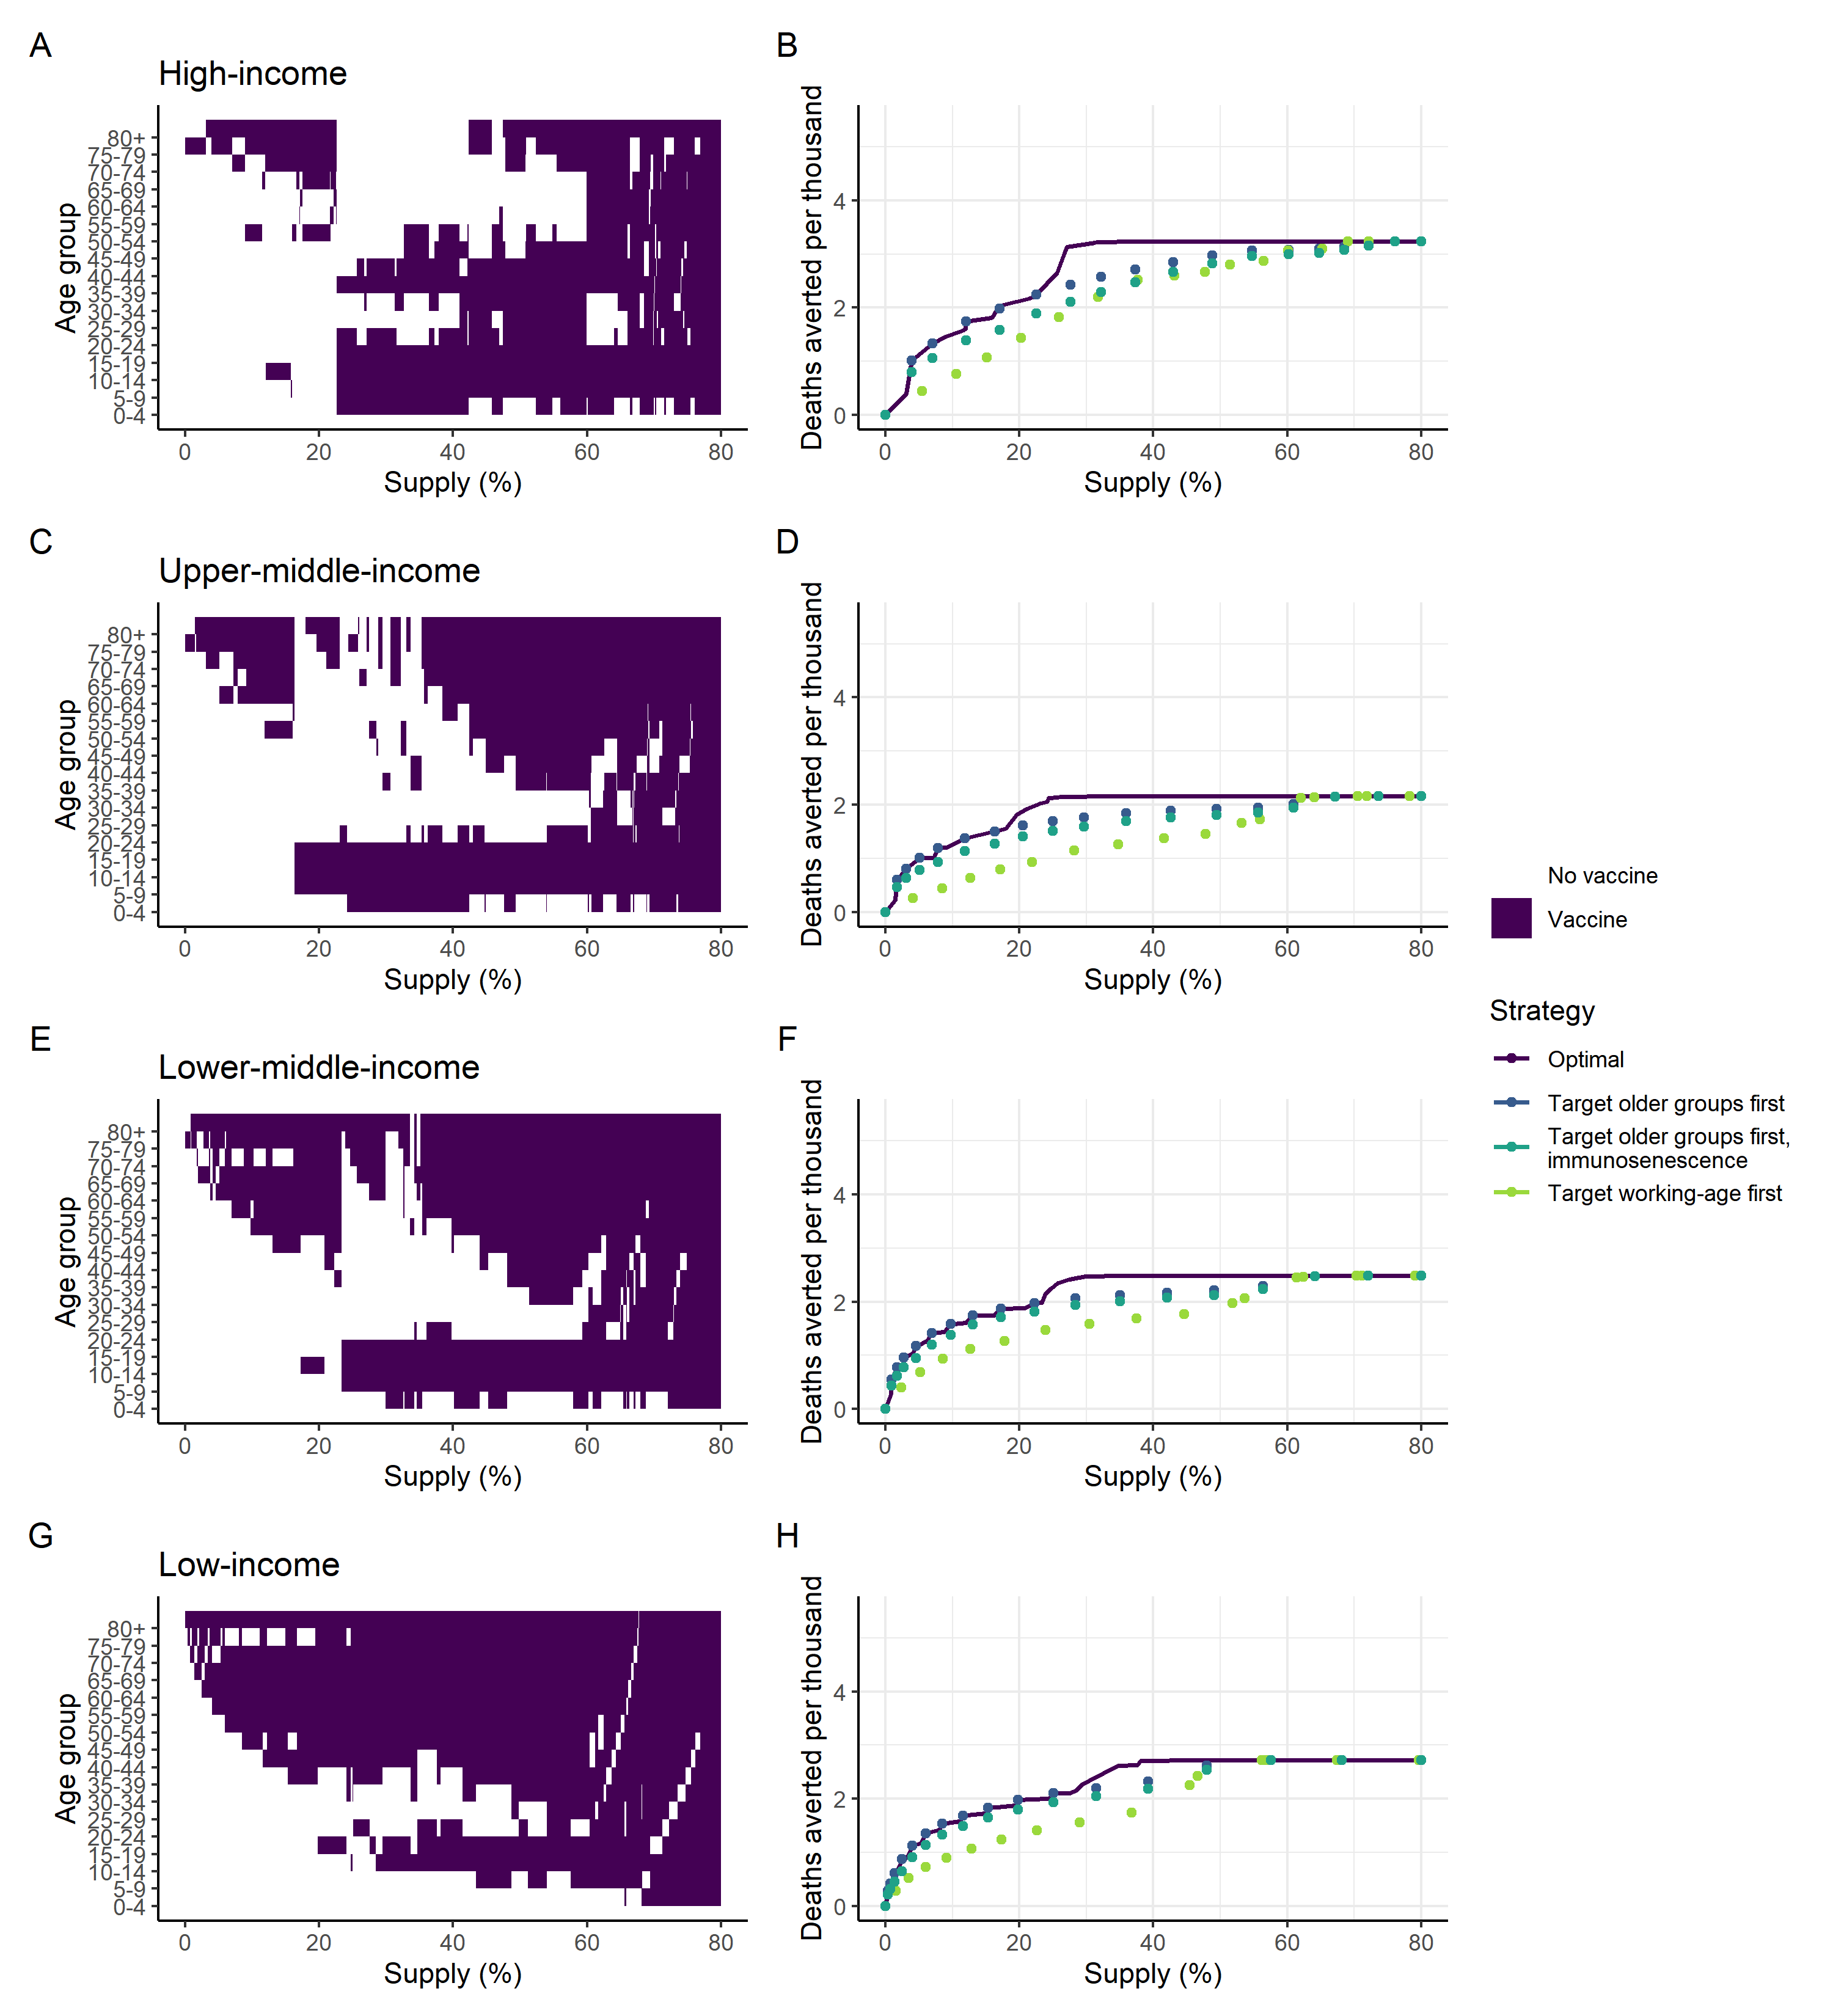 A
High-income
Age group
80+
75-79
70-74
65-69
60-64
55-59
50-54
45-49
40-44
35-39
30-34
25-29
20-24
15-19
10-14
5-9
0-4
0 20 40 60 80
Supply (%)
B
Deaths averted per thousand
4
2
0
0 20 40 60 80
Supply (%)
C
Upper-middle-income
Age group
80+
75-79
70-74
65-69
60-64
55-59
50-54
45-49
40-44
35-39
30-34
25-29
20-24
15-19
10-14
5-9
0-4
0 20 40 60 80
Supply (%)
D
Deaths averted per thousand
4
2
0
0 20 40 60 80
Supply (%)
No vaccine
Vaccine
Strategy
Optimal
Target older groups first
Target older groups first,
immunosenescence
Target working-age first
E
Lower-middle-income
Age group
80+
75-79
70-74
65-69
60-64
55-59
50-54
45-49
40-44
35-39
30-34
25-29
20-24
15-19
10-14
5-9
0-4
0 20 40 60 80
Supply (%)
F
Deaths averted per thousand
4
2
0
0 20 40 60 80
Supply (%)
G
Low-income
Age group
80+
75-79
70-74
65-69
60-64
55-59
50-54
45-49
40-44
35-39
30-34
25-29
20-24
15-19
10-14
5-9
0-4
0 20 40 60 80
Supply (%)
H
Deaths averted per thousand
4
2
0
0 20 40 60 80
Supply (%)